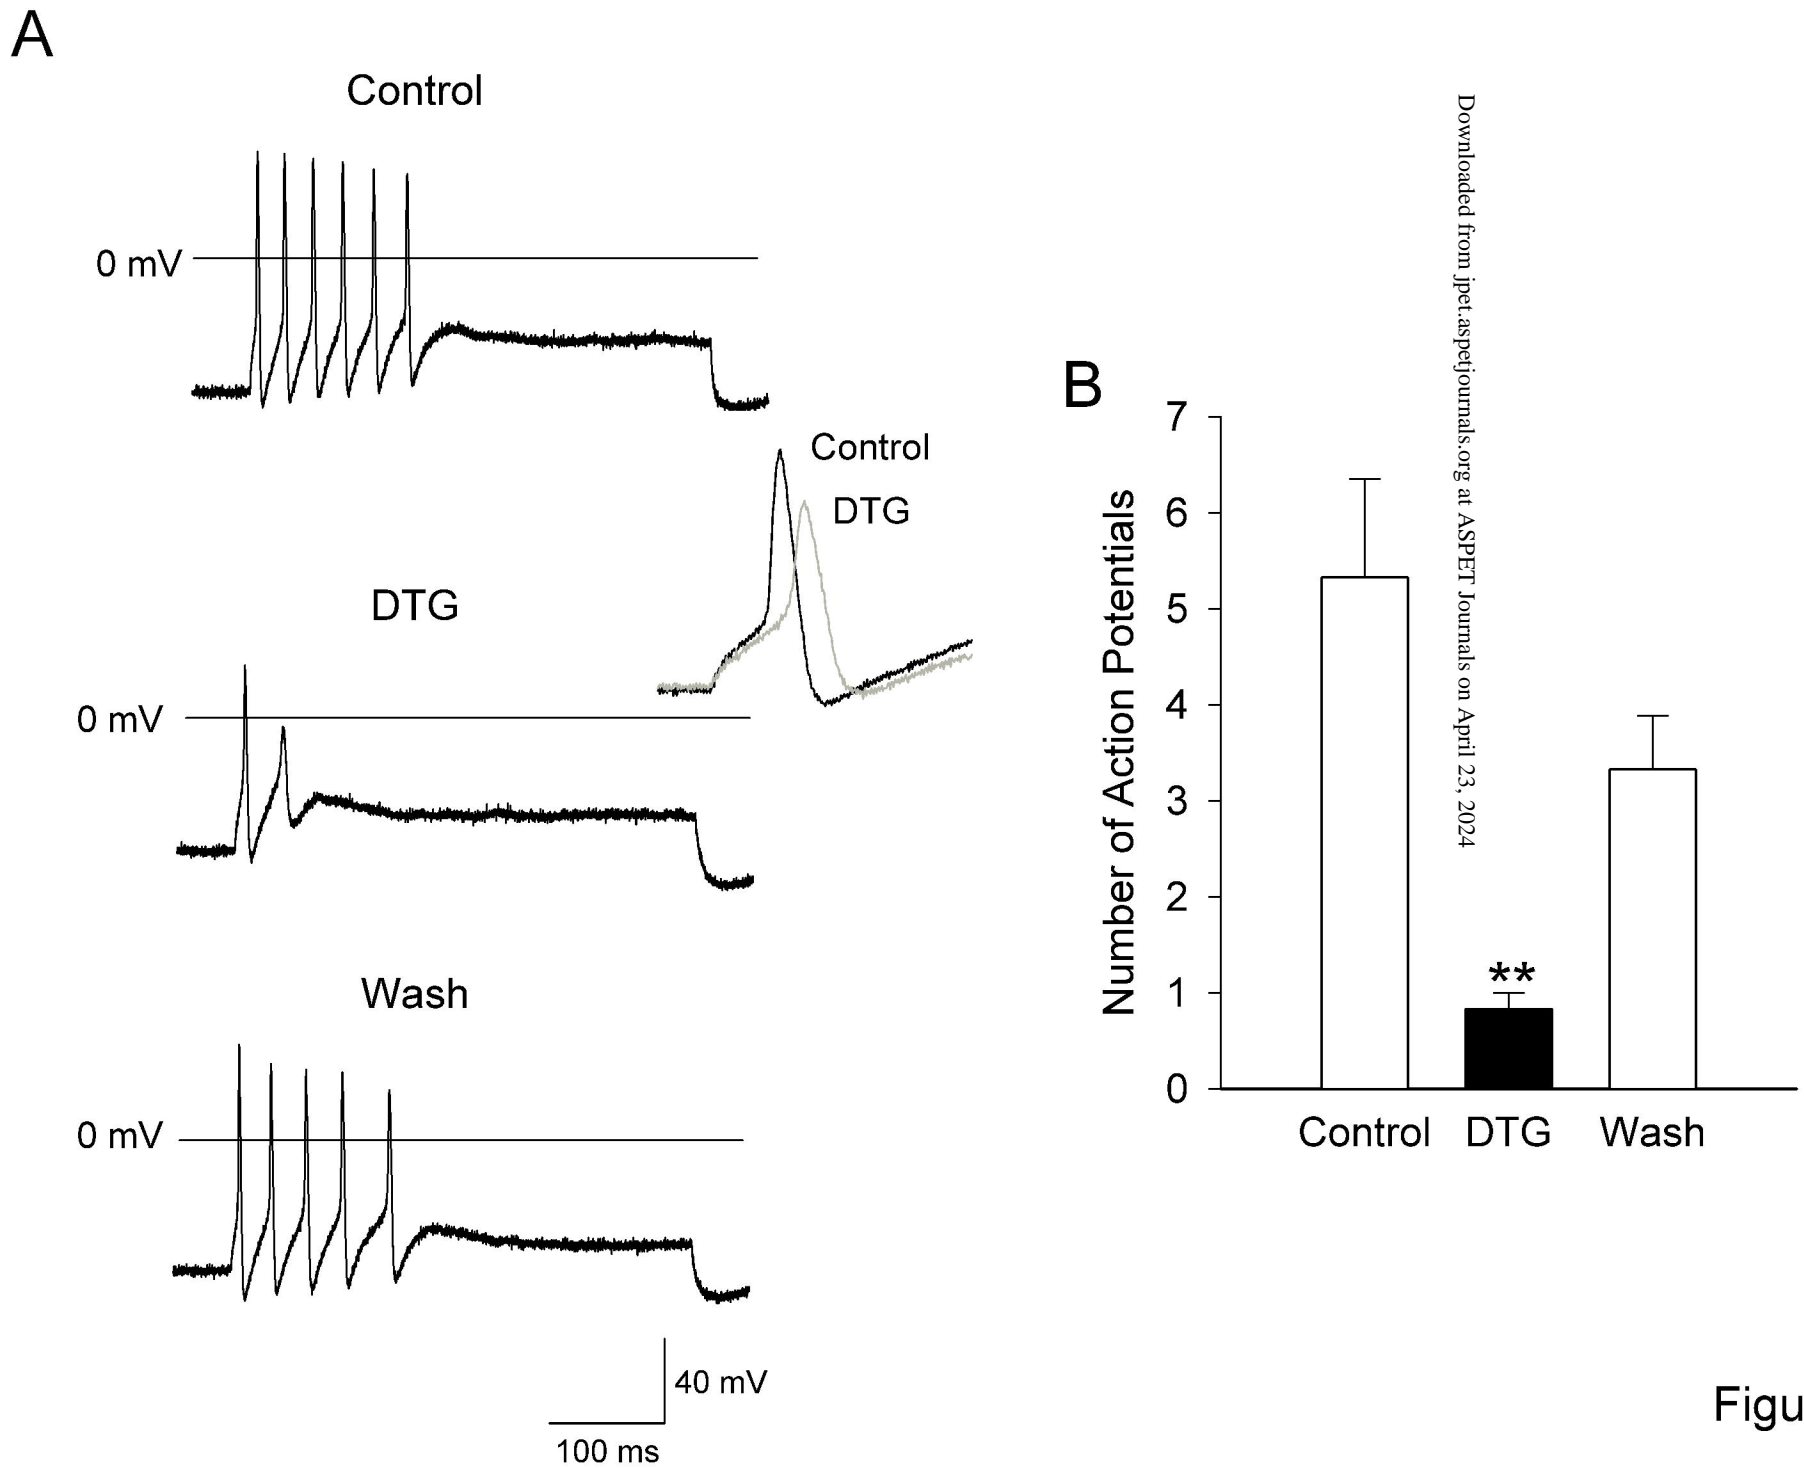 A
Control
0 mV
Control
DTG
DTG
0 mV
Wash
0 mV
40 mV
100 ms
B
Number of Action Potentials
7
6
5
4
3
2
1
0
**
Control DTG Wash
Downloaded from jpet.aspetjournals.org at ASPET Journals on April 23, 2024
Figu